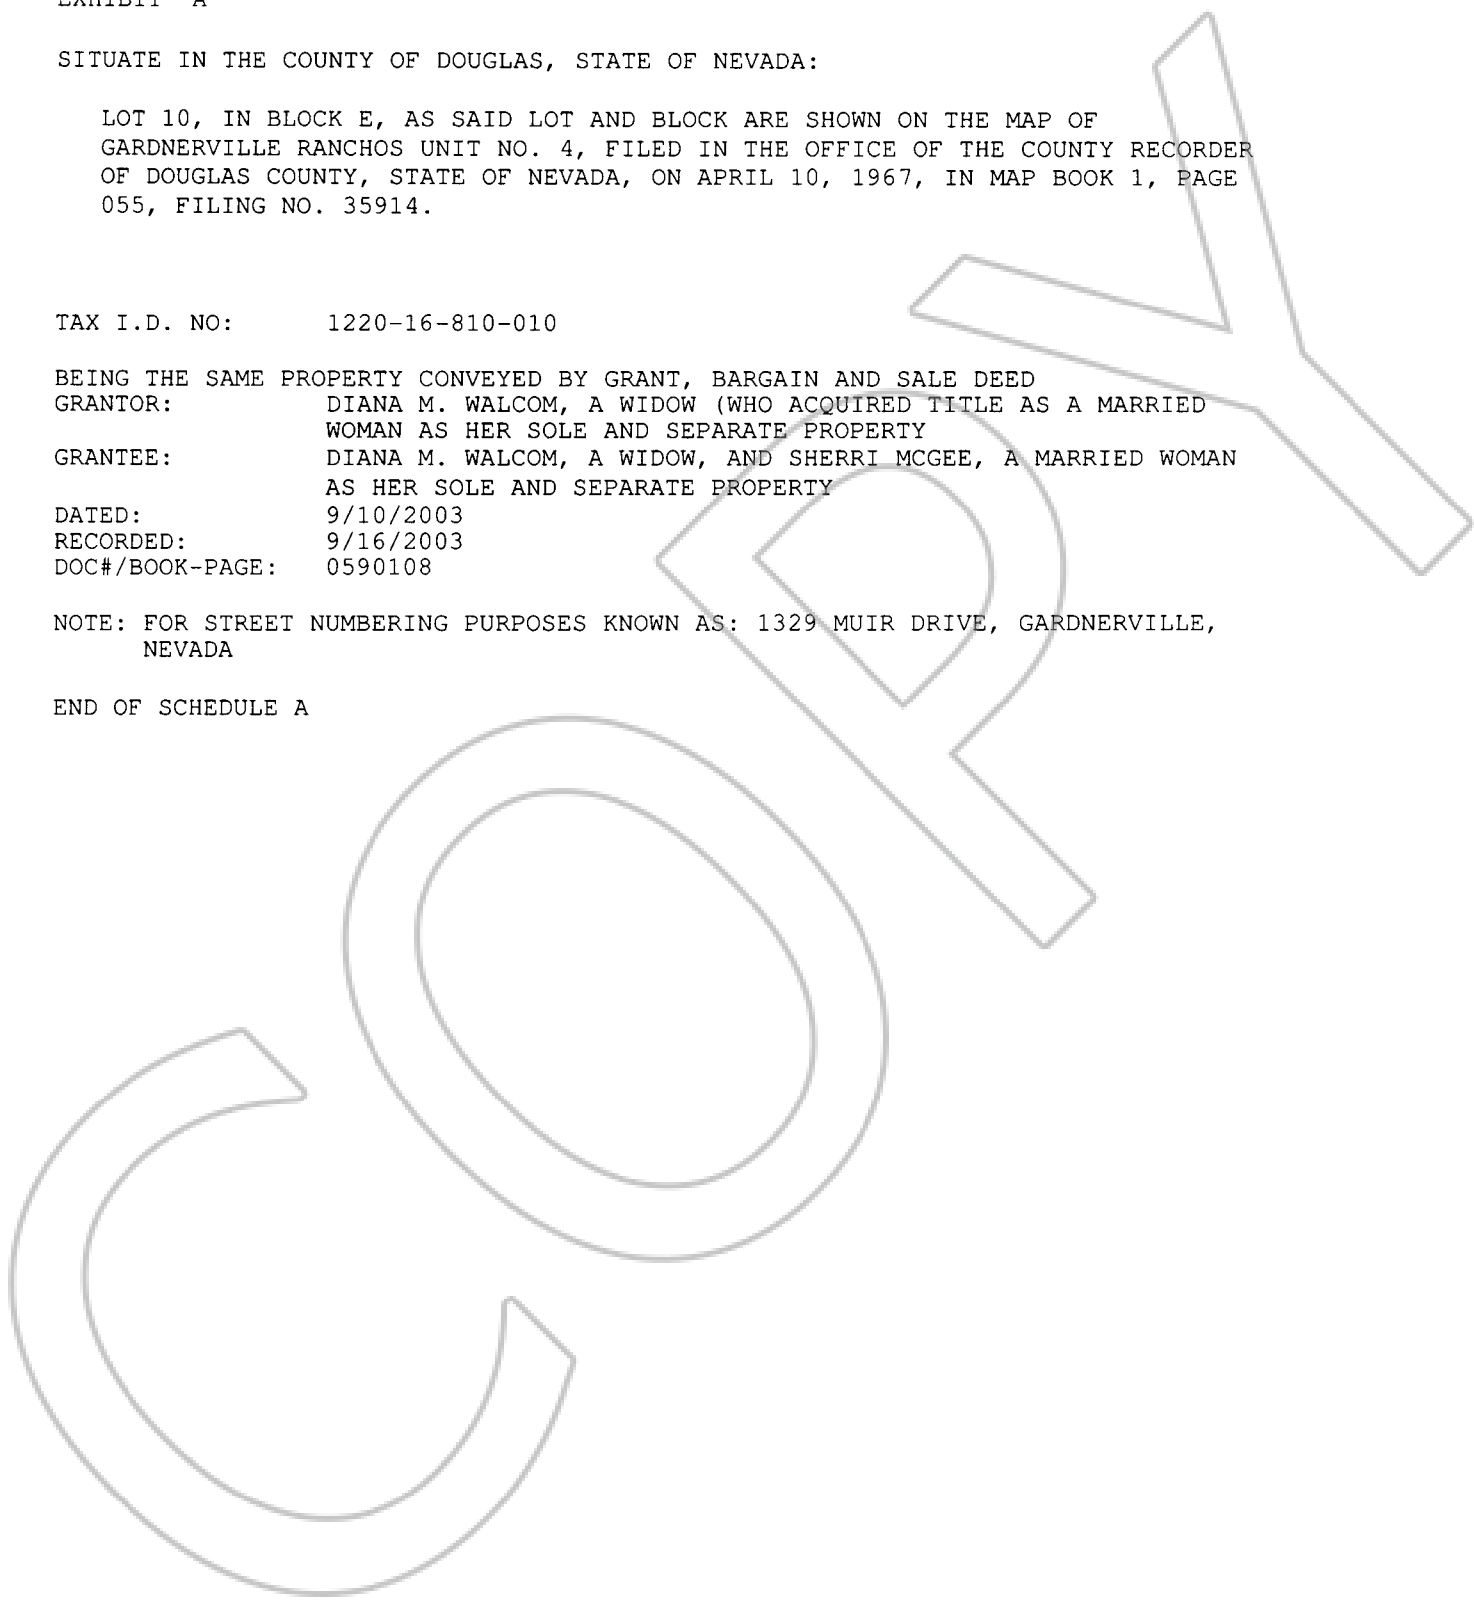 EXHIBIT A
SITUATE IN THE COUNTY OF DOUGLAS, STATE OF NEVADA:
LOT 10, IN BLOCK E, AS SAID LOT AND BLOCK ARE SHOWN ON THE MAP OF
GARDNERVILLE RANCHOS UNIT NO. 4, FILED IN THE OFFICE OF THE COUNTY RECORDER
OF DOUGLAS COUNTY, STATE OF NEVADA, ON APRIL 10, 1967, IN MAP BOOK 1, PAGE
055, FILING NO. 35914.
TAX I.D. NO: 1220-16-810-010
BEING THE SAME PROPERTY CONVEYED BY GRANT, BARGAIN AND SALE DEED
GRANTOR: DIANA M. WALCOM, A WIDOW (WHO ACQUIRED TITLE AS A MARRIED
WOMAN AS HER SOLE AND SEPARATE PROPERTY
GRANTEE: DIANA M. WALCOM, A WIDOW, AND SHERRI MCGEE, A MARRIED WOMAN
AS HER SOLE AND SEPARATE PROPERTY
DATED: 9/10/2003
RECORDED: 9/16/2003
DOC#/BOOK-PAGE: 0590108
NOTE: FOR STREET NUMBERING PURPOSES KNOWN AS: 1329 MUIR DRIVE, GARDNERVILLE,
NEVADA
END OF SCHEDULE A
COPY